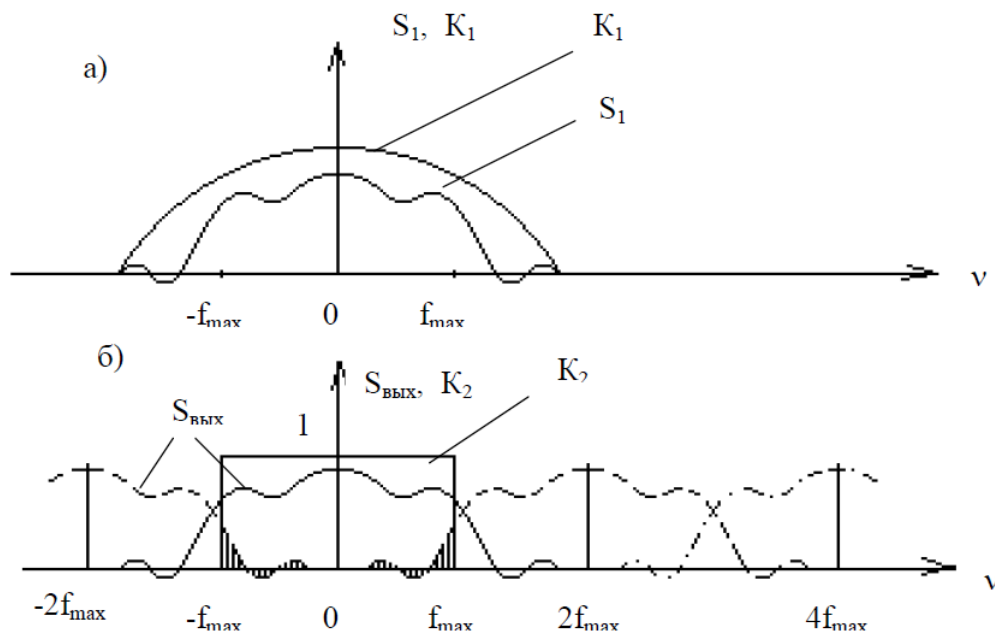 S₁, K₁
K₁
а)
S₁
ν
-fmax
0
fmax
б)
Sвых, K₂
K₂
Sвых
1
ν
-2fmax
-fmax
0
fmax
2fmax
4fmax